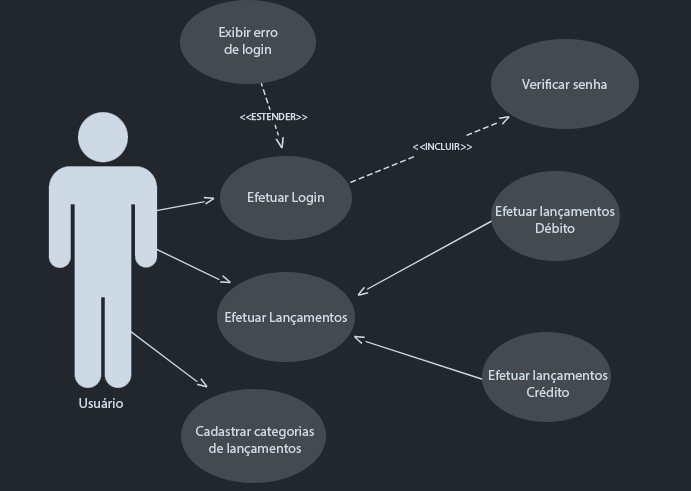 Exibir erro
de login
<<ESTENDER>>
Verificar senha
<<INCLUIR>>
Efetuar Login
Efetuar lançamentos
Débito
Efetuar Lançamentos
Efetuar lançamentos
Crédito
Usuário
Cadastrar categorias
de lançamentos